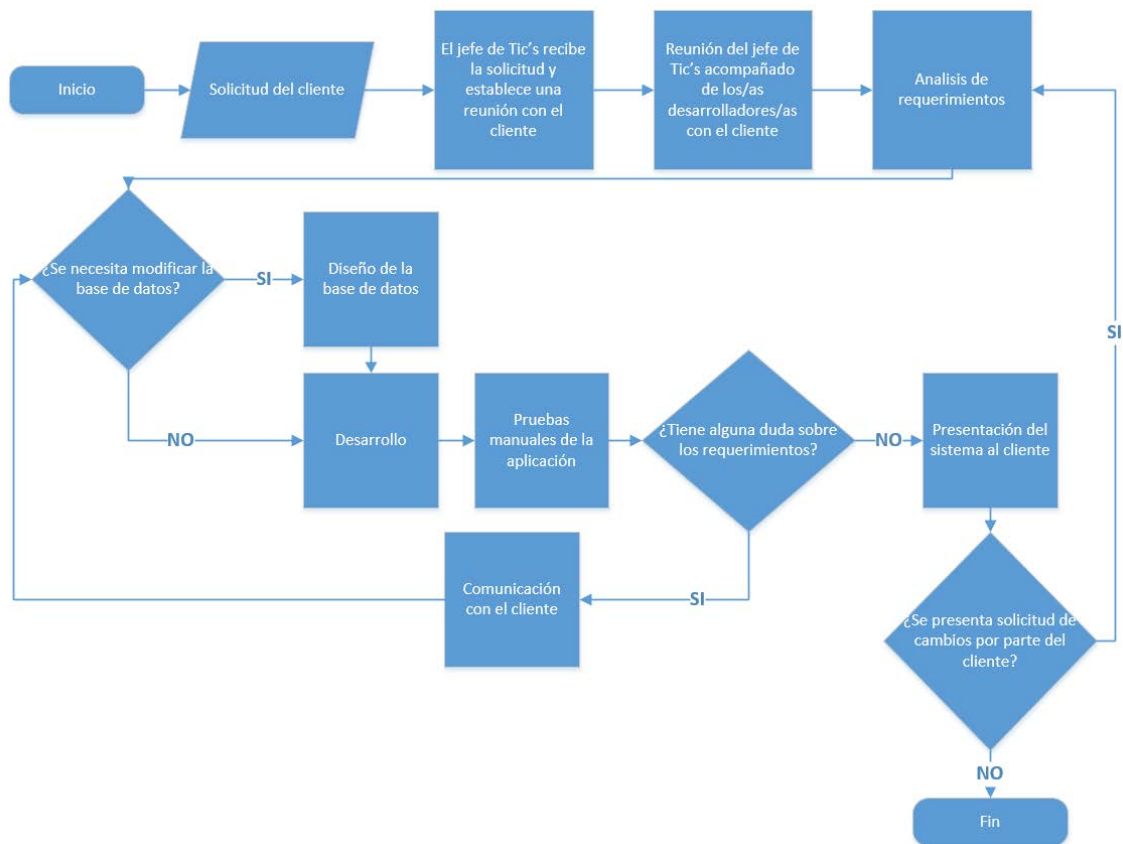 Inicio
Solicitud del cliente
El jefe de Tic's recibe
la solicitud y
establece una
reunión con el
cliente
Reunión del jefe de
Tic's acompañado
de los/as
desarrolladores/as
con el cliente
Analisis de
requerimientos
¿Se necesita modificar la
base de datos?
SI
Diseño de la
base de datos
NO
Desarrollo
Pruebas
manuales de la
aplicación
¿Tiene alguna duda sobre
los requerimientos?
NO
Presentación del
sistema al cliente
SI
Comunicación
con el cliente
SI
¿Se presenta solicitud de
cambios por parte del
cliente?
NO
Fin